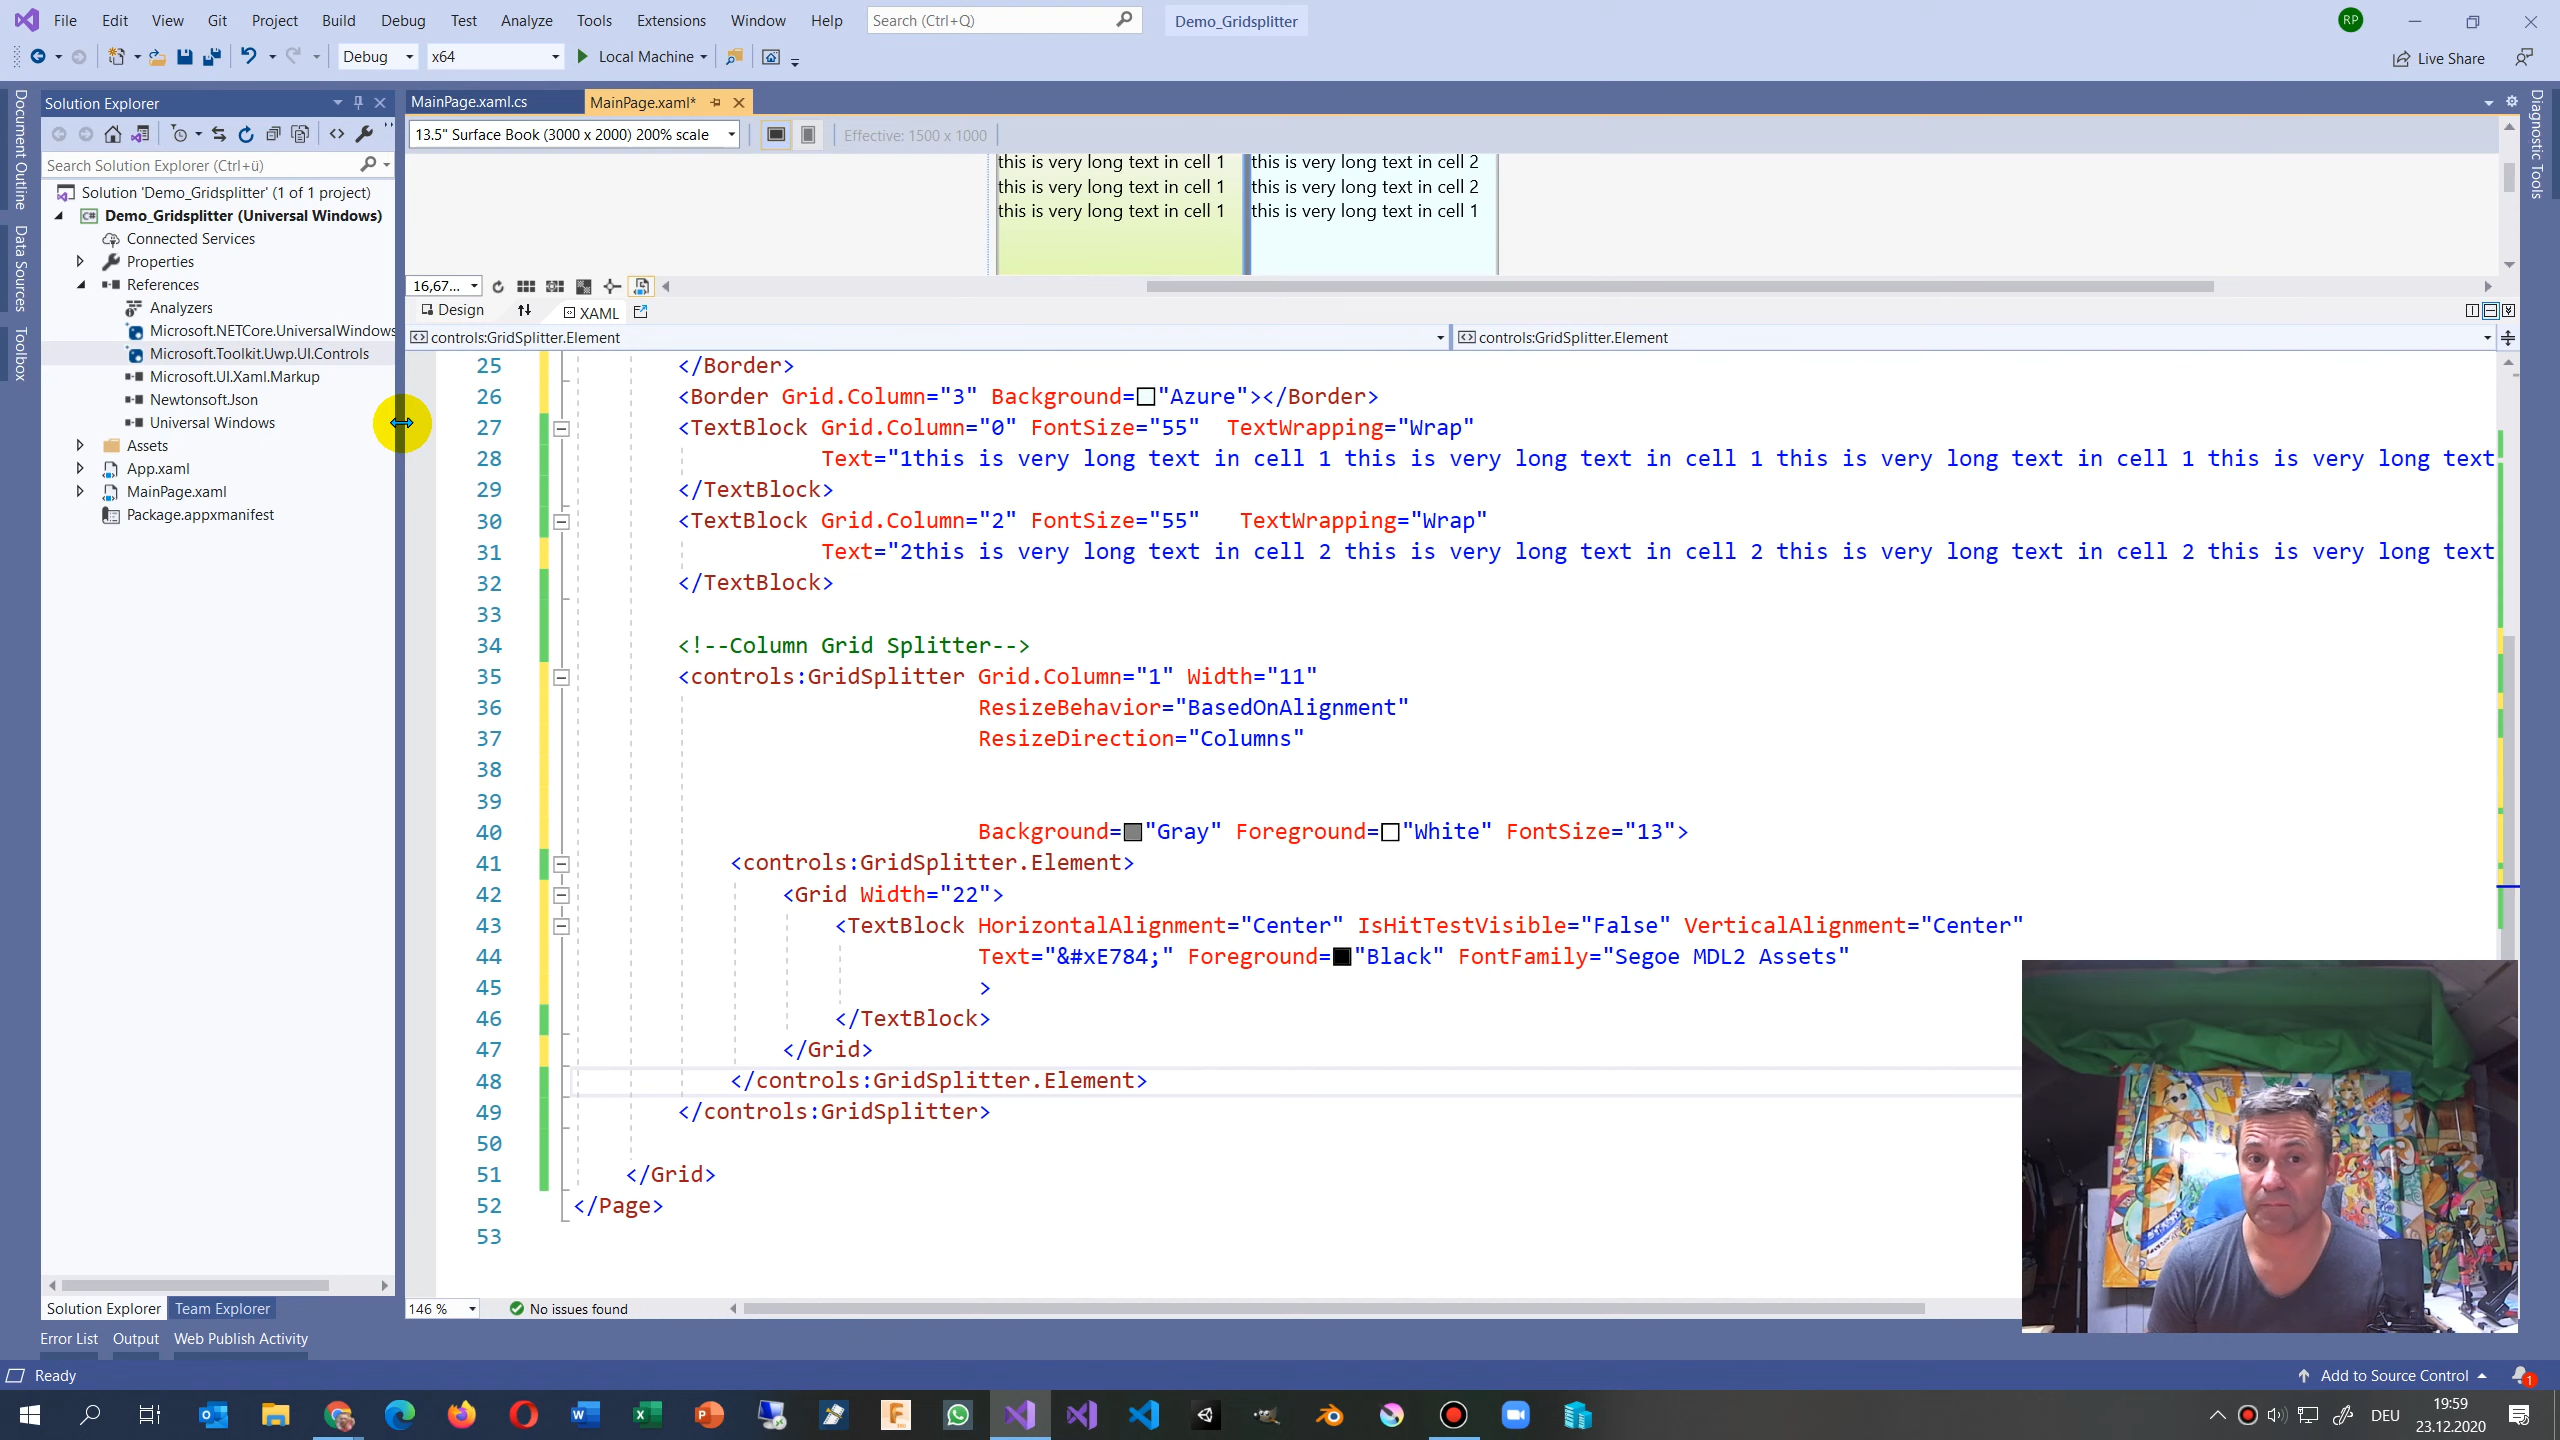 File Edit View Git Project Build Debug Test Analyze Tools Extensions Window Help Search (Ctrl+Q) Demo_Gridsplitter RP
Debug x64 Local Machine Live Share
Document Outline
Data Sources
Toolbox
Solution Explorer
Search Solution Explorer (Ctrl+ü)
Solution 'Demo_Gridsplitter' (1 of 1 project)
Demo_Gridsplitter (Universal Windows)
Connected Services
Properties
References
Analyzers
Microsoft.NETCore.UniversalWindows
Microsoft.Toolkit.Uwp.UI.Controls
Microsoft.UI.Xaml.Markup
Newtonsoft.Json
Universal Windows
Assets
App.xaml
MainPage.xaml
Package.appxmanifest
Solution Explorer Team Explorer
Error List Output Web Publish Activity
MainPage.xaml.cs MainPage.xaml*
13.5" Surface Book (3000 x 2000) 200% scale Effective: 1500 x 1000
this is very long text in cell 1 this is very long text in cell 2
this is very long text in cell 1 this is very long text in cell 2
this is very long text in cell 1 this is very long text in cell 1
16,67...
Design XAML
controls:GridSplitter.Element controls:GridSplitter.Element
25 </Border>
26 <Border Grid.Column="3" Background="Azure"></Border>
27 <TextBlock Grid.Column="0" FontSize="55" TextWrapping="Wrap"
28 Text="1this is very long text in cell 1 this is very long text in cell 1 this is very long text in cell 1 this is very long text
29 </TextBlock>
30 <TextBlock Grid.Column="2" FontSize="55" TextWrapping="Wrap"
31 Text="2this is very long text in cell 2 this is very long text in cell 2 this is very long text in cell 2 this is very long text
32 </TextBlock>
33
34 <!--Column Grid Splitter-->
35 <controls:GridSplitter Grid.Column="1" Width="11"
36 ResizeBehavior="BasedOnAlignment"
37 ResizeDirection="Columns"
38
39
40 Background="Gray" Foreground="White" FontSize="13">
41 <controls:GridSplitter.Element>
42 <Grid Width="22">
43 <TextBlock HorizontalAlignment="Center" IsHitTestVisible="False" VerticalAlignment="Center"
44 Text="&#xE784;" Foreground="Black" FontFamily="Segoe MDL2 Assets"
45 >
46 </TextBlock>
47 </Grid>
48 </controls:GridSplitter.Element>
49 </controls:GridSplitter>
50
51 </Grid>
52 </Page>
53
146 % No issues found
Diagnostic Tools
Ready Add to Source Control 1
DEU 19:59
23.12.2020